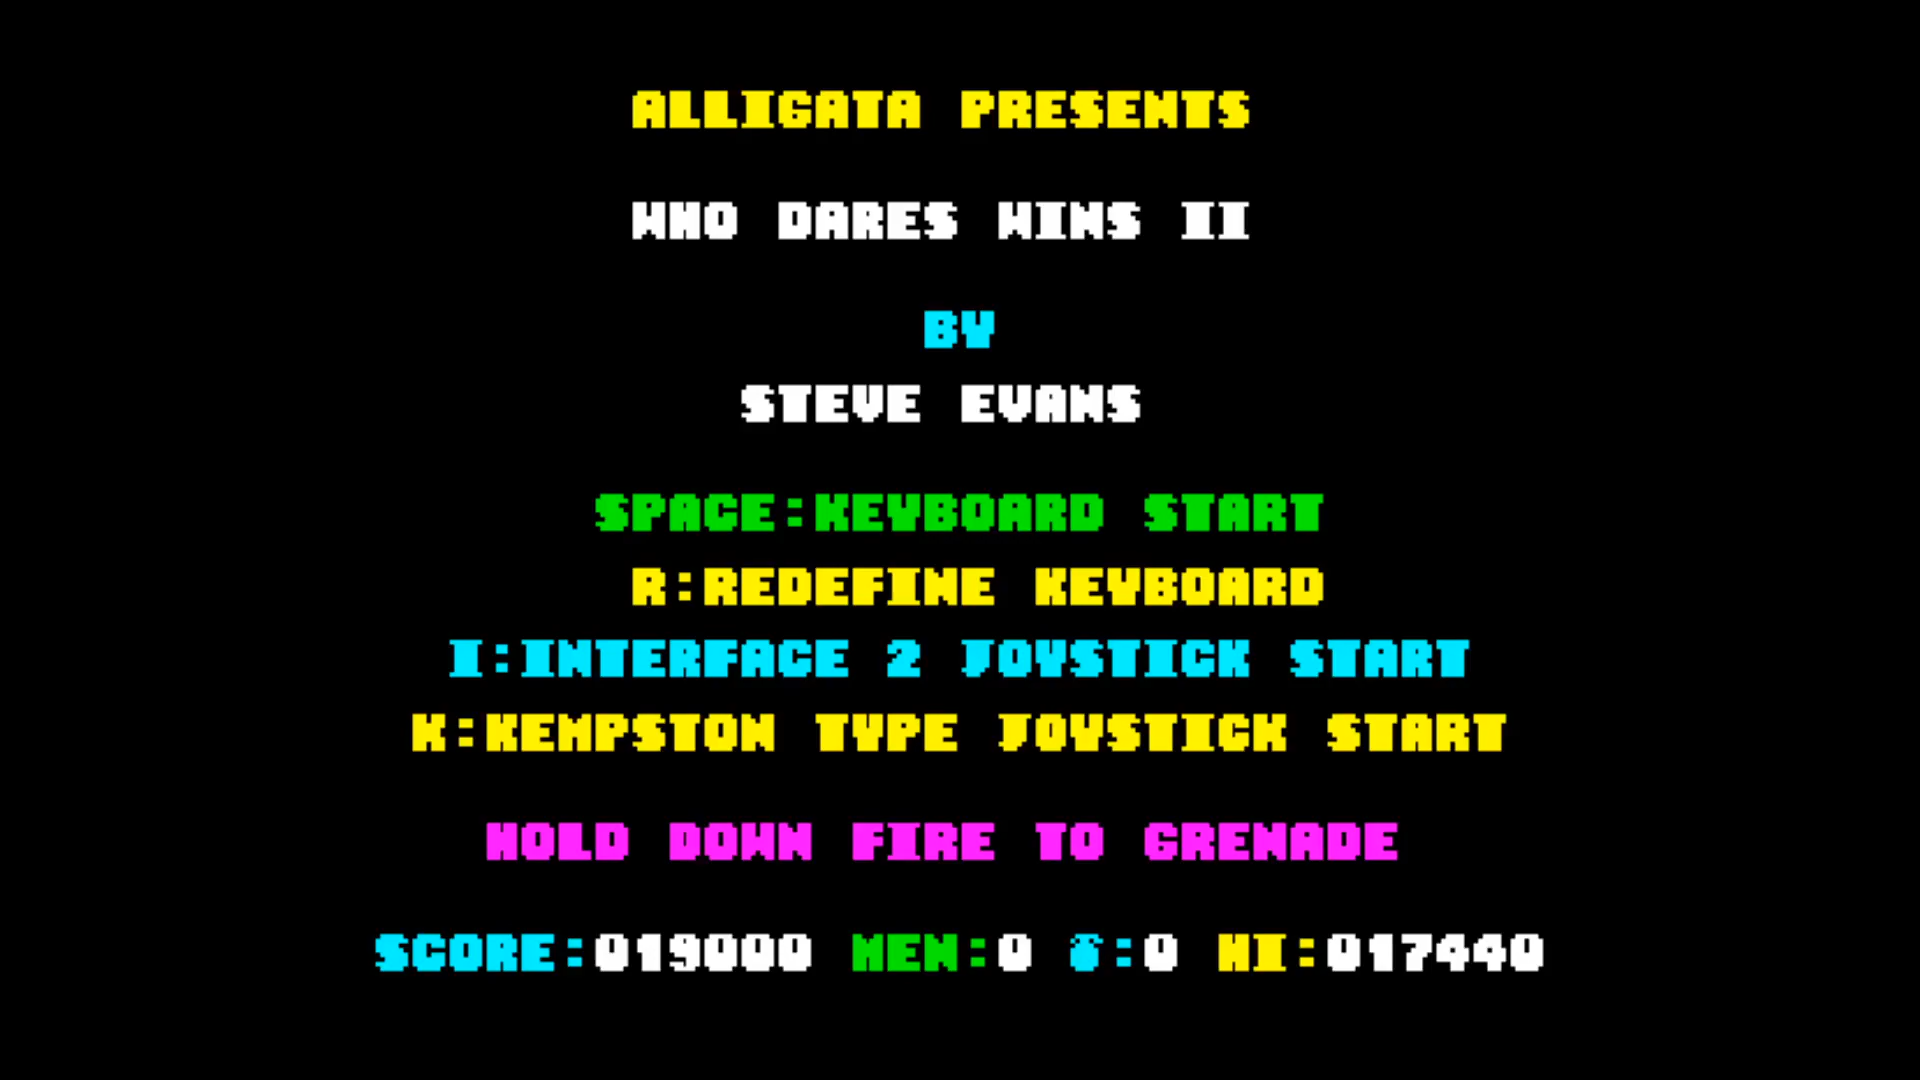 ALLIGATA PRESENTS
WHO DARES WINS II
BY
STEVE EVANS
SPACE:KEYBOARD START
R:REDEFINE KEYBOARD
I:INTERFACE 2 JOYSTICK START
K:KEMPSTON TYPE JOYSTICK START
HOLD DOWN FIRE TO GRENADE
SCORE:019000 MEN:0 :0 HI:017440